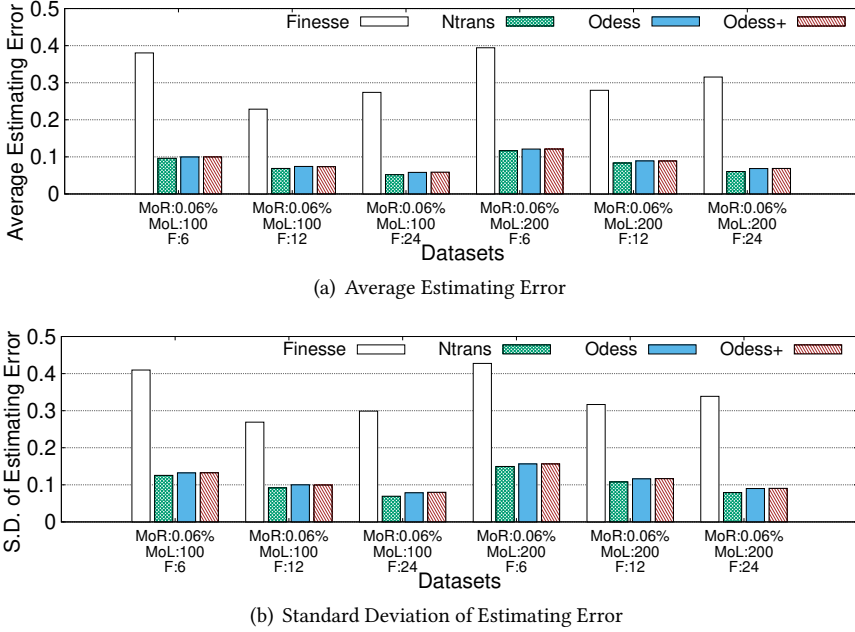 Average Estimating Error
0.5
0.4
0.3
0.2
0.1
0
Finesse Ntrans Odess Odess+
MoR:0.06% MoR:0.06% MoR:0.06% MoR:0.06% MoR:0.06% MoR:0.06%
MoL:100 MoL:100 MoL:100 MoL:200 MoL:200 MoL:200
F:6 F:12 F:24 F:6 F:12 F:24
Datasets
(a) Average Estimating Error
S.D. of Estimating Error
0.5
0.4
0.3
0.2
0.1
0
Finesse Ntrans Odess Odess+
MoR:0.06% MoR:0.06% MoR:0.06% MoR:0.06% MoR:0.06% MoR:0.06%
MoL:100 MoL:100 MoL:100 MoL:200 MoL:200 MoL:200
F:6 F:12 F:24 F:6 F:12 F:24
Datasets
(b) Standard Deviation of Estimating Error